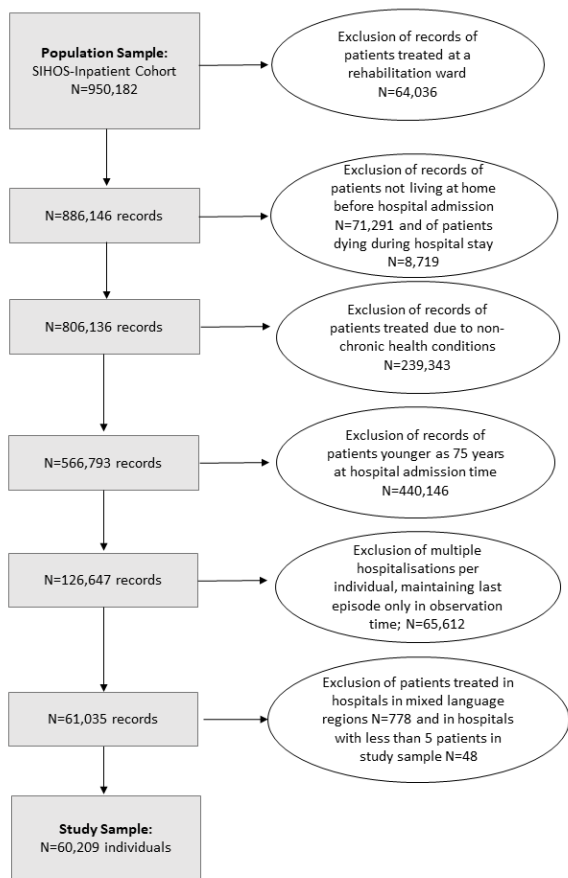 Population Sample:
SIHOS-Inpatient Cohort
N=950,182
Exclusion of records of
patients treated at a
rehabilitation ward
N=64,036
N=886,146 records
Exclusion of records of
patients not living at home
before hospital admission
N=71,291 and of patients
dying during hospital stay
N=8,719
N=806,136 records
Exclusion of records of
patients treated due to non-
chronic health conditions
N=239,343
N=566,793 records
Exclusion of records of
patients younger as 75 years
at hospital admission time
N=440,146
N=126,647 records
Exclusion of multiple
hospitalisations per
individual, maintaining last
episode only in observation
time; N=65,612
N=61,035 records
Exclusion of patients treated in
hospitals in mixed language
regions N=778 and in hospitals
with less than 5 patients in
study sample N=48
Study Sample:
N=60,209 individuals